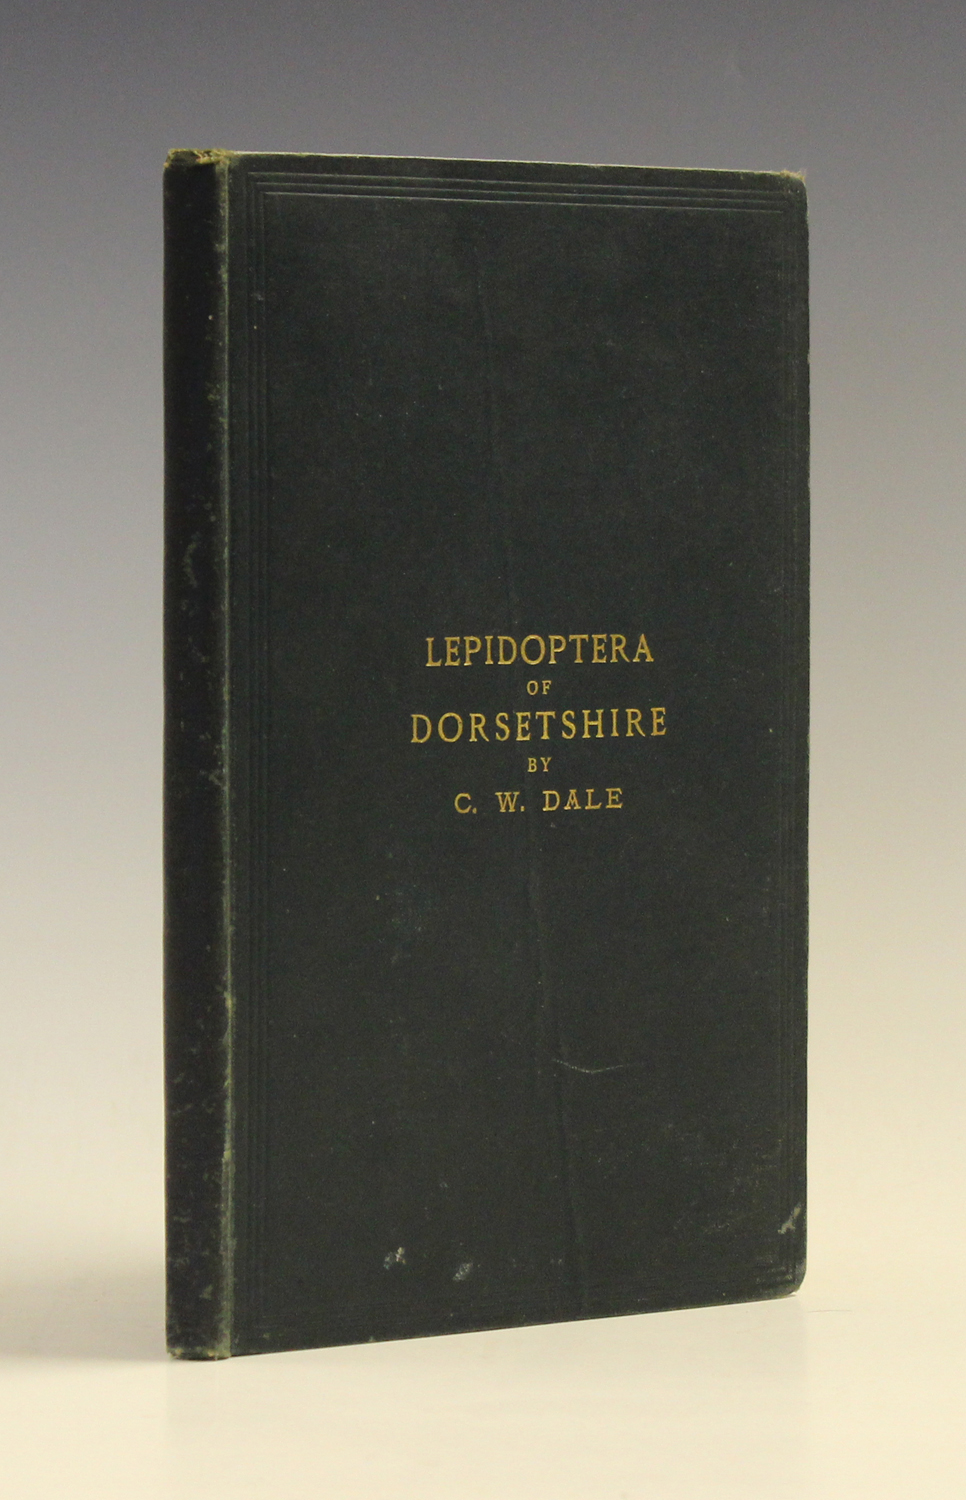 LEPIDOPTERA
OF
DORSETSHIRE
BY
C. W. DALE